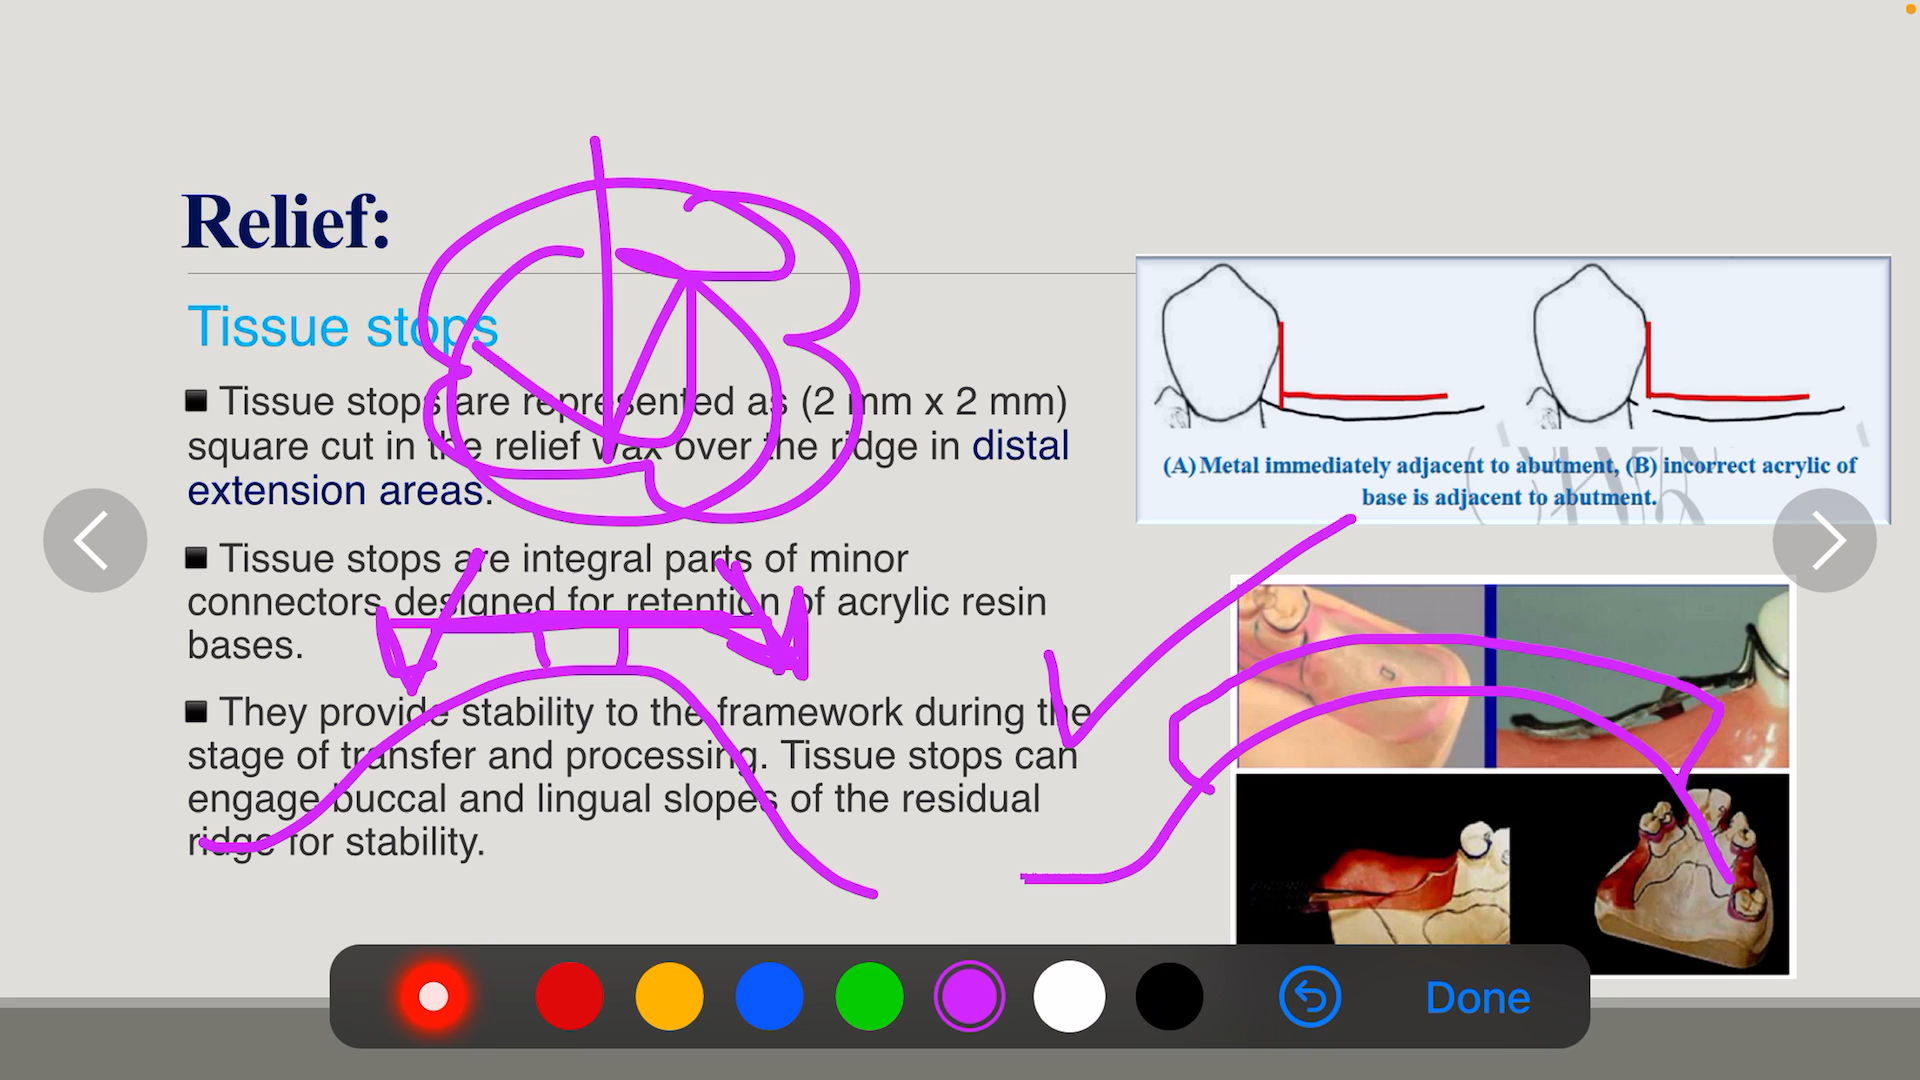 Relief:
Tissue stops
Tissue stops are represented as (2 mm x 2 mm)
square cut in the relief wax over the ridge in distal
extension areas.
Tissue stops are integral parts of minor
connectors designed for retention of acrylic resin
bases.
They provide stability to the framework during the
stage of transfer and processing. Tissue stops can
engage buccal and lingual slopes of the residual
ridge for stability.
(A) Metal immediately adjacent to abutment, (B) incorrect acrylic of
base is adjacent to abutment.
Done